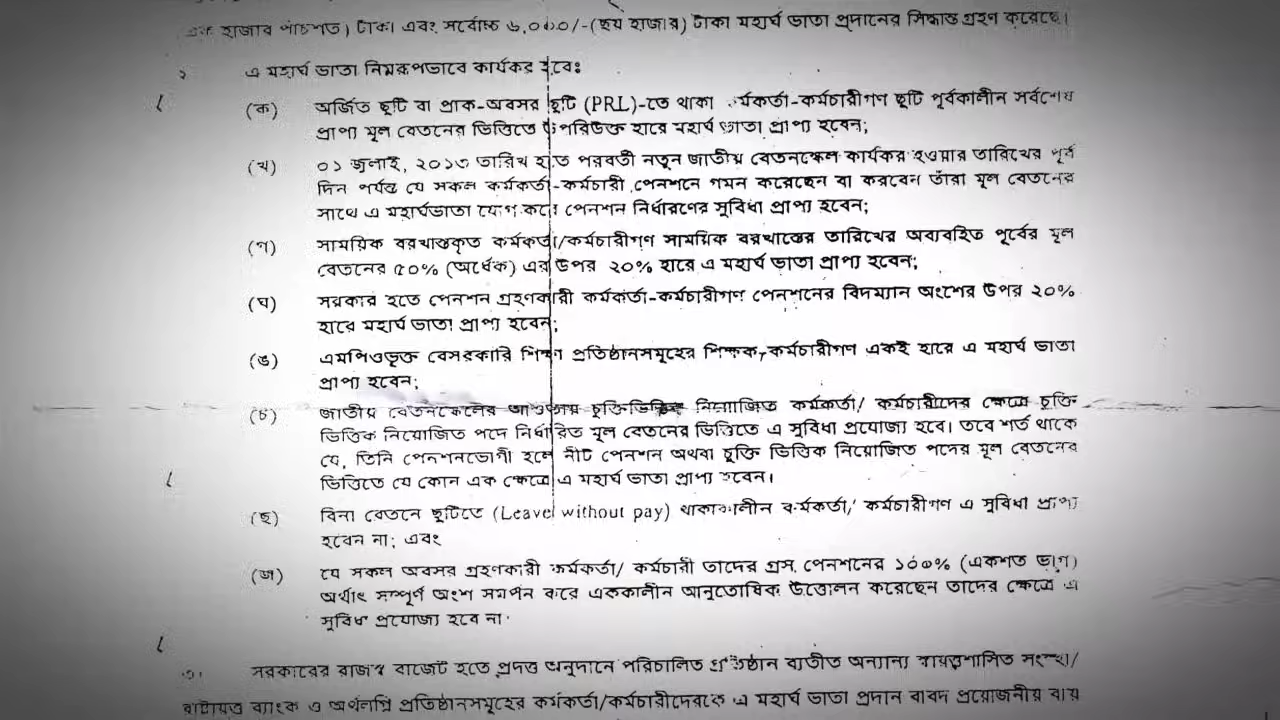 এক হাজার পাঁচশত) টাকা এবং সর্বোচ্চ ৬,০০০/-(ছয় হাজার) টাকা মহার্ঘ ভাতা প্রদানের সিদ্ধান্ত গ্রহণ করেছে।
২ এ মহার্ঘ ভাতা নিম্নরূপভাবে কার্যকর হবেঃ
(ক) অর্জিত ছুটি বা প্রাক-অবসর ছুটি (PRL)-তে থাকা কর্মকর্তা-কর্মচারীগণ ছুটি পূর্বকালীন সর্বশেষ
প্রাপ্য মূল বেতনের ভিত্তিতে উপরিউক্ত হারে মহার্ঘ ভাতা প্রাপ্য হবেন;
(খ) ০১ জুলাই, ২০১৩ তারিখ হতে পরবর্তী নতুন জাতীয় বেতনস্কেল কার্যকর হওয়ার তারিখের পূর্ব
দিন পর্যন্ত যে সকল কর্মকর্তা-কর্মচারী পেনশনে গমন করেছেন বা করবেন তাঁরা মূল বেতনের
সাথে এ মহার্ঘভাতা যোগ করে পেনশন নির্ধারণের সুবিধা প্রাপ্য হবেন;
(গ) সাময়িক বরখাস্তকৃত কর্মকর্তা/কর্মচারীগণ সাময়িক বরখাস্তের তারিখের অব্যবহিত পূর্বের মূল
বেতনের ৫০% (অর্ধেক) এর উপর ২০% হারে এ মহার্ঘ ভাতা প্রাপ্য হবেন;
(ঘ) সরকার হতে পেনশন গ্রহণকারী কর্মকর্তা-কর্মচারীগণ পেনশনের বিদ্যমান অংশের উপর ২০%
হারে মহার্ঘ ভাতা প্রাপ্য হবেন;
(ঙ) এমপিওভুক্ত বেসরকারি শিক্ষা প্রতিষ্ঠানসমূহের শিক্ষক-কর্মচারীগণ একই হারে এ মহার্ঘ ভাতা
প্রাপ্য হবেন;
(চ) জাতীয় বেতনস্কেলের আওতায় চুক্তিভিত্তিক নিয়োজিত কর্মকর্তা/ কর্মচারীদের ক্ষেত্রে চুক্তি
ভিত্তিক নিয়োজিত পদে নির্ধারিত মূল বেতনের ভিত্তিতে এ সুবিধা প্রযোজ্য হবে। তবে শর্ত থাকে
যে, তিনি পেনশনভোগী হলে নীট পেনশন অথবা চুক্তি ভিত্তিক নিয়োজিত পদের মূল বেতনের
ভিত্তিতে যে কোন এক ক্ষেত্রে এ মহার্ঘ ভাতা প্রাপ্য হবেন।
(ছ) বিনা বেতনে ছুটিতে (Leave without pay) থাকাকালীন কর্মকর্তা/ কর্মচারীগণ এ সুবিধা প্রাপ্য
হবেন না; এবং
(জ) যে সকল অবসর গ্রহণকারী কর্মকর্তা/ কর্মচারী তাদের গ্রস পেনশনের ১০০% (একশত ভাগ)
অর্থাৎ সম্পূর্ণ অংশ সমর্পন করে এককালীন আনুতোষিক উত্তোলন করেছেন তাদের ক্ষেত্রে এ
সুবিধা প্রযোজ্য হবে না।
৩। সরকারের রাজস্ব বাজেট হতে প্রদত্ত অনুদানে পরিচালিত প্রতিষ্ঠান ব্যতীত অন্যান্য স্বায়ত্বশাসিত সংস্থা/
রাষ্ট্রায়ত্ত ব্যাংক ও অর্থলগ্নি প্রতিষ্ঠানসমূহের কর্মকর্তা/কর্মচারীদেরকে এ মহার্ঘ ভাতা প্রদান বাবদ প্রয়োজনীয় ব্যয়